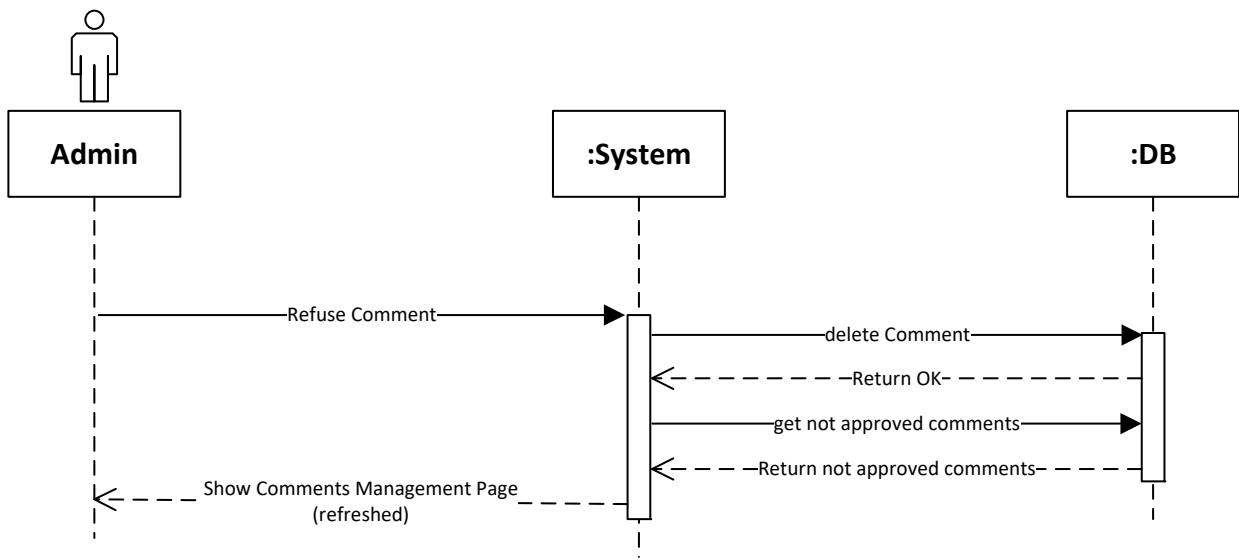 Admin
:System
:DB
Refuse Comment
delete Comment
Return OK
get not approved comments
Return not approved comments
Show Comments Management Page
(refreshed)